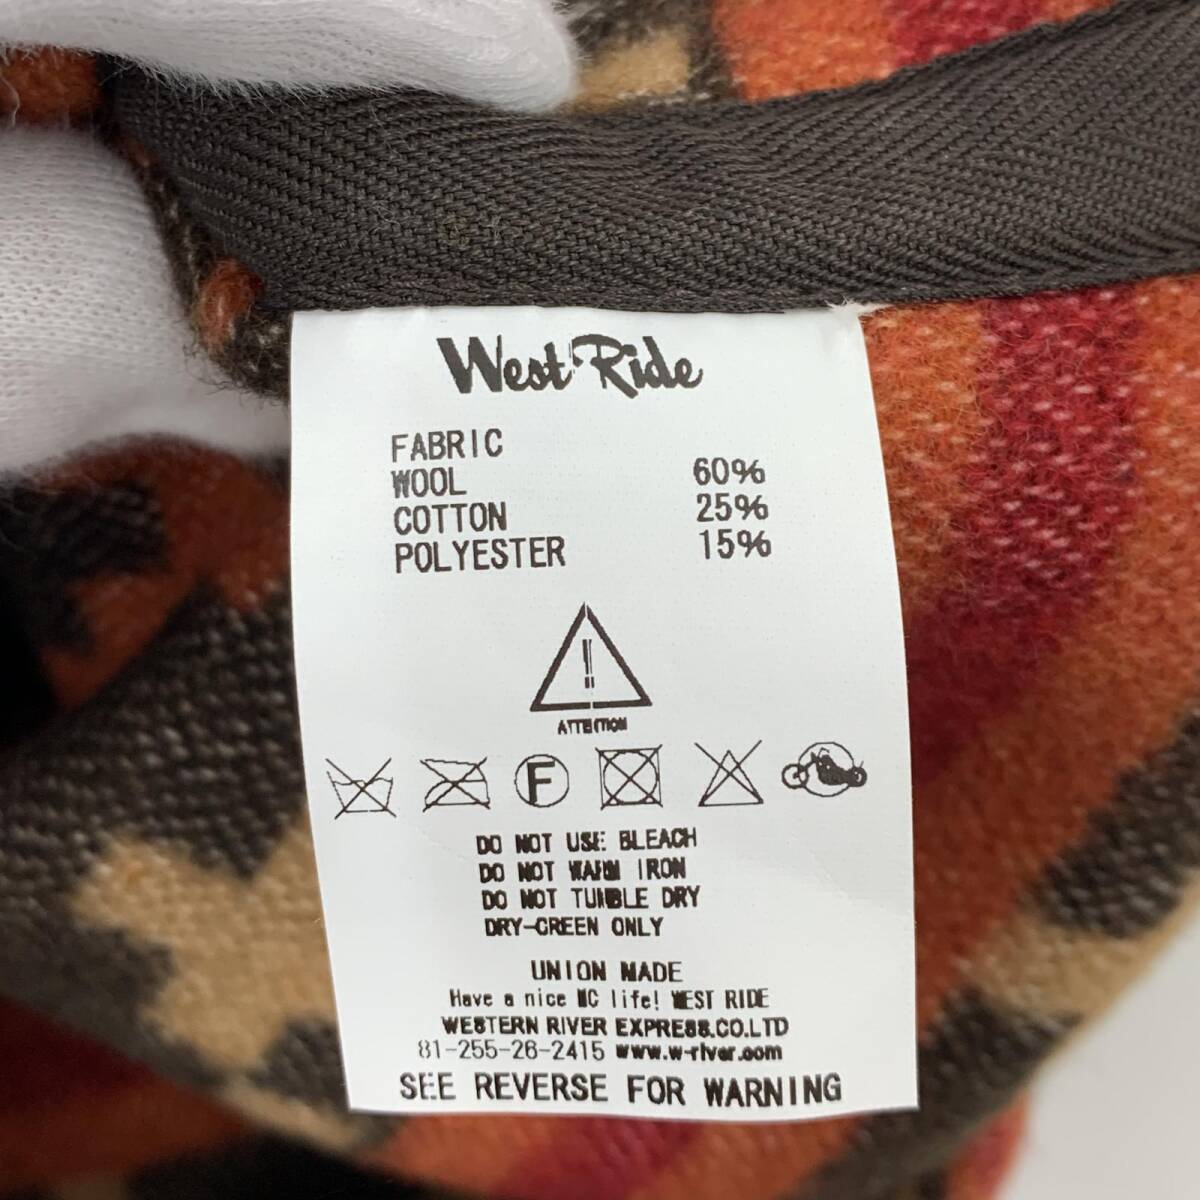 West Ride
FABRIC
WOOL 60%
COTTON 25%
POLYESTER 15%
!!
ATTENTION
F
DO NOT USE BLEACH
DO NOT WARM IRON
DO NOT TUMBLE DRY
DRY-GREEN ONLY
UNION MADE
Have a nice MC life! WEST RIDE
WESTERN RIVER EXPRESS.CO.LTD
81-255-26-2415 www.w-river.com
SEE REVERSE FOR WARNING